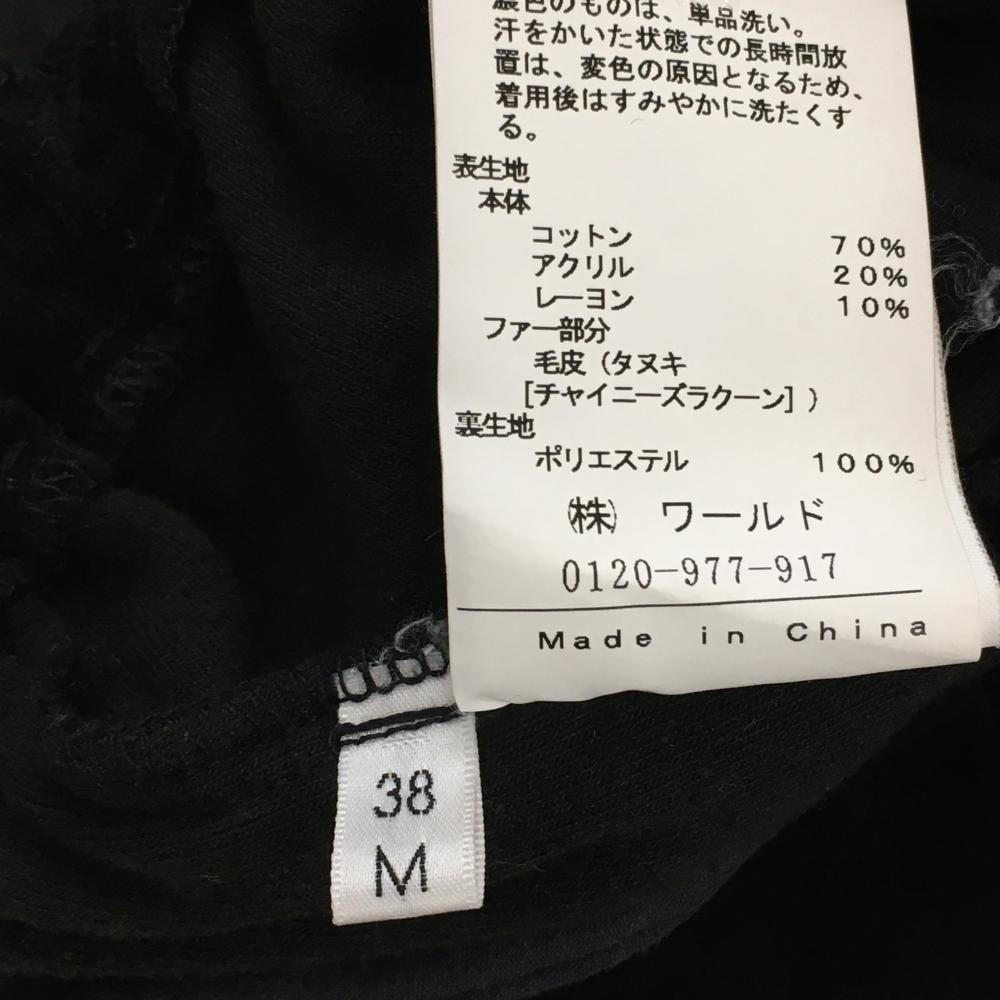 濃色のものは、単品洗い。
汗をかいた状態での長時間放
置は、変色の原因となるため、
着用後はすみやかに洗たくす
る。
表生地
本体
コットン 70%
アクリル 20%
レーヨン 10%
ファー部分
毛皮（タヌキ
[チャイニーズラクーン]）
裏生地
ポリエステル 100%
㈱ ワールド
0120-977-917
Made in China
38
M